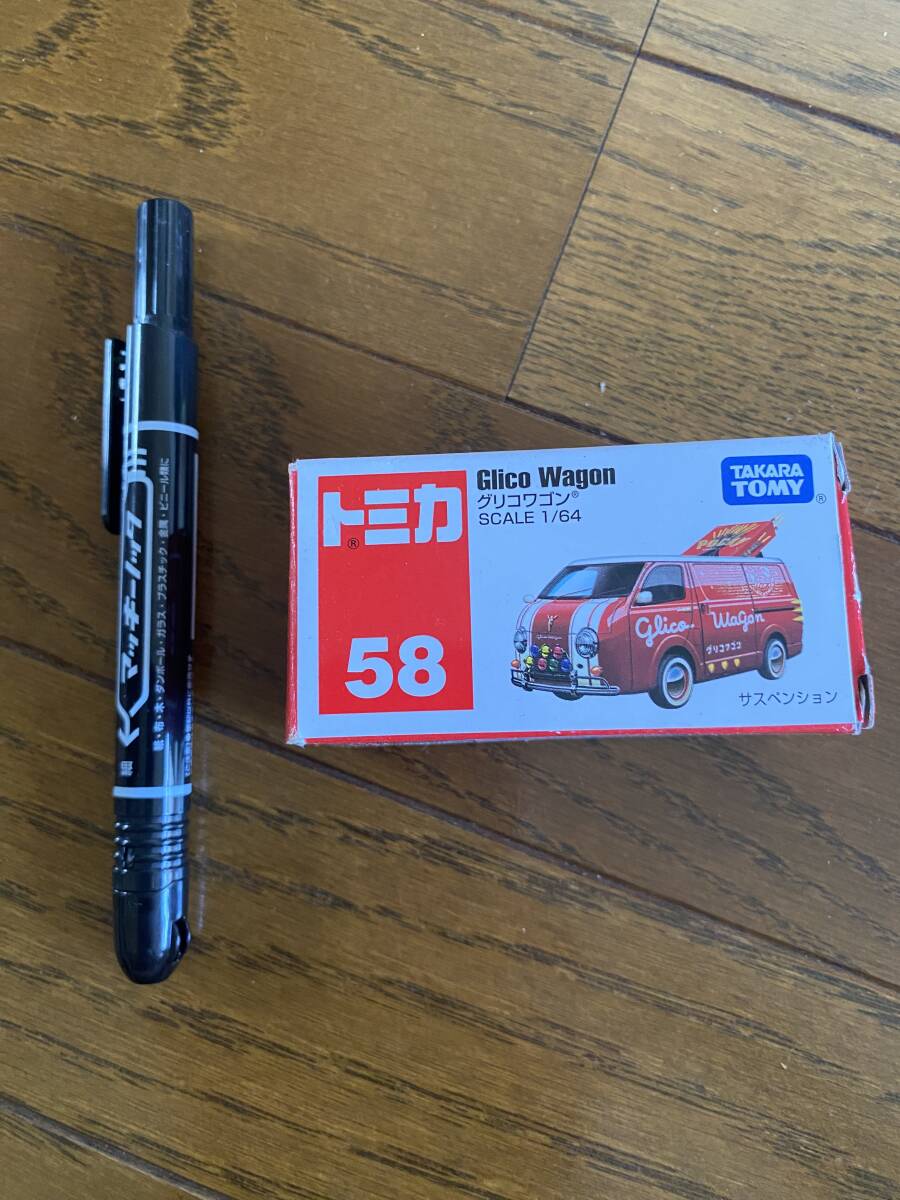 マッキーノック
紙・布・木・ダンボール・ガラス・プラスチック・金属・ビニール類に
黒
トミカ®
58
Glico Wagon
グリコワゴン®
SCALE 1/64
TAKARA
TOMY®
Glico Wagon
グリコワゴン
サスペンション